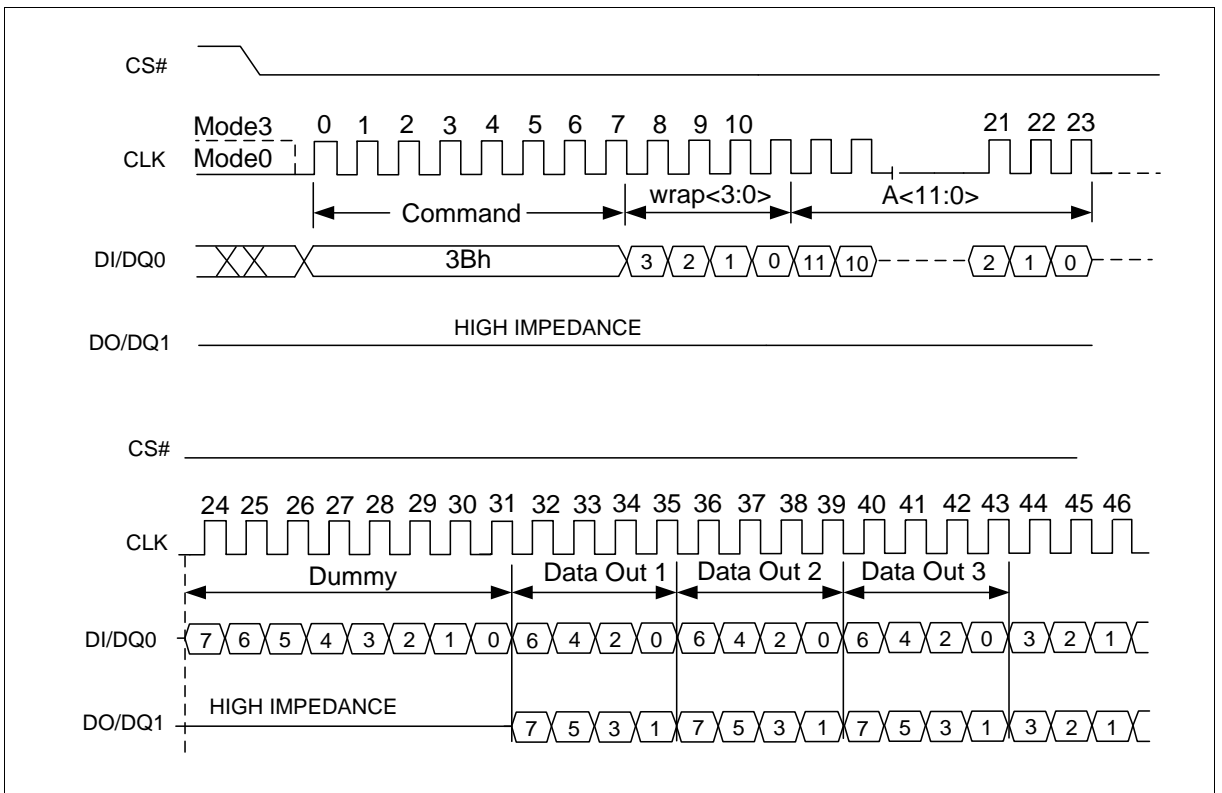 CS#
Mode3 0 1 2 3 4 5 6 7 8 9 10 21 22 23
CLK Mode0
Command wrap<3:0> A<11:0>
DI/DQ0 3Bh 3 2 1 0 11 10 2 1 0
HIGH IMPEDANCE
DO/DQ1
CS#
24 25 26 27 28 29 30 31 32 33 34 35 36 37 38 39 40 41 42 43 44 45 46
CLK
Dummy Data Out 1 Data Out 2 Data Out 3
DI/DQ0 7 6 5 4 3 2 1 0 6 4 2 0 6 4 2 0 6 4 2 0 3 2 1
HIGH IMPEDANCE
DO/DQ1 7 5 3 1 7 5 3 1 7 5 3 1 3 2 1